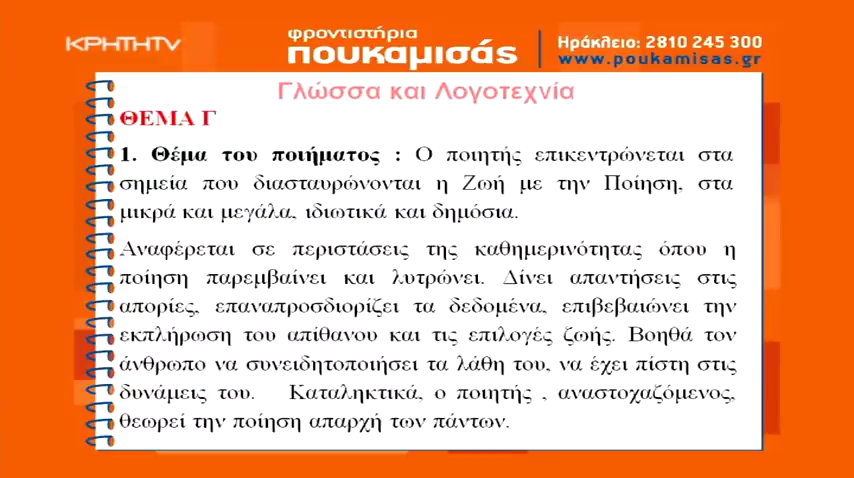 ΚΡΗΤΗTV
φροντιστήρια
πουκαμισάς
Ηράκλειο: 2810 245 300
www.poukamisas.gr
Γλώσσα και Λογοτεχνία
ΘΕΜΑ Γ
1. Θέμα του ποιήματος : Ο ποιητής επικεντρώνεται στα
σημεία που διασταυρώνονται η Ζωή με την Ποίηση, στα
μικρά και μεγάλα, ιδιωτικά και δημόσια.
Αναφέρεται σε περιστάσεις της καθημερινότητας όπου η
ποίηση παρεμβαίνει και λυτρώνει. Δίνει απαντήσεις στις
απορίες, επαναπροσδιορίζει τα δεδομένα, επιβεβαιώνει την
εκπλήρωση του απίθανου και τις επιλογές ζωής. Βοηθά τον
άνθρωπο να συνειδητοποιήσει τα λάθη του, να έχει πίστη στις
δυνάμεις του. Καταληκτικά, ο ποιητής , αναστοχαζόμενος,
θεωρεί την ποίηση απαρχή των πάντων.